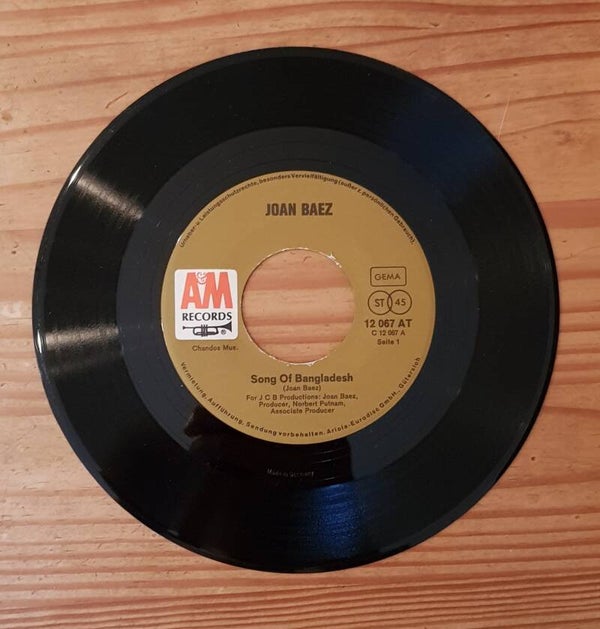 Urheber- u. Leistungsschutzrechte, besonders Vervielfältigung (außer z. persönlichen Gebrauch),
JOAN BAEZ
GEMA
ST 45
A&M
RECORDS
®
12 067 AT
C 12 067 A
Seite 1
Chandos Mus.
Song Of Bangladesh
(Joan Baez)
For J C B Productions: Joan Baez,
Producer, Norbert Putnam,
Associate Producer
Vermietung, Aufführung, Sendung vorbehalten. Ariola-Eurodisc GmbH, Gütersloh
Made in Germany